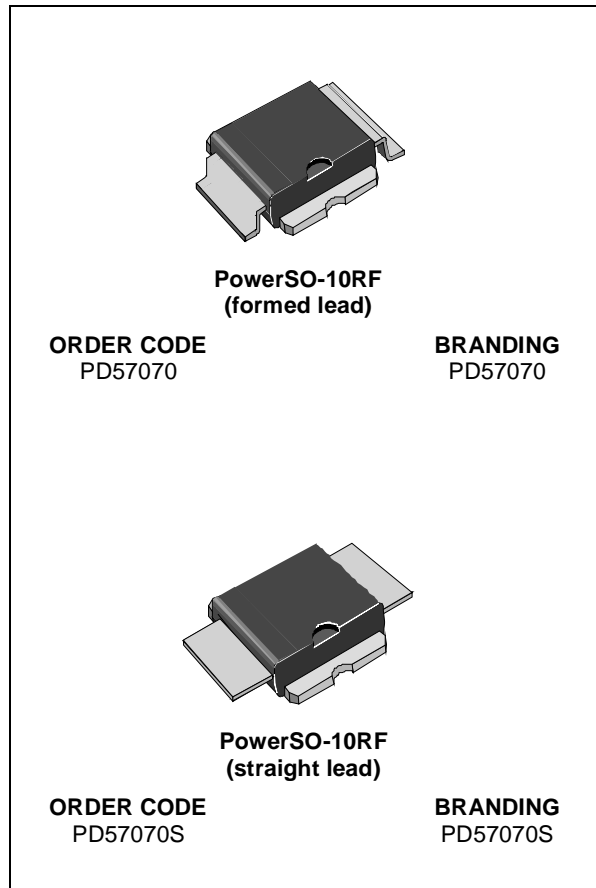 PowerSO-10RF
(formed lead)
ORDER CODE
BRANDING
PD57070
PD57070
PowerSO-10RF
(straight lead)
ORDER CODE
BRANDING
PD57070S
PD57070S